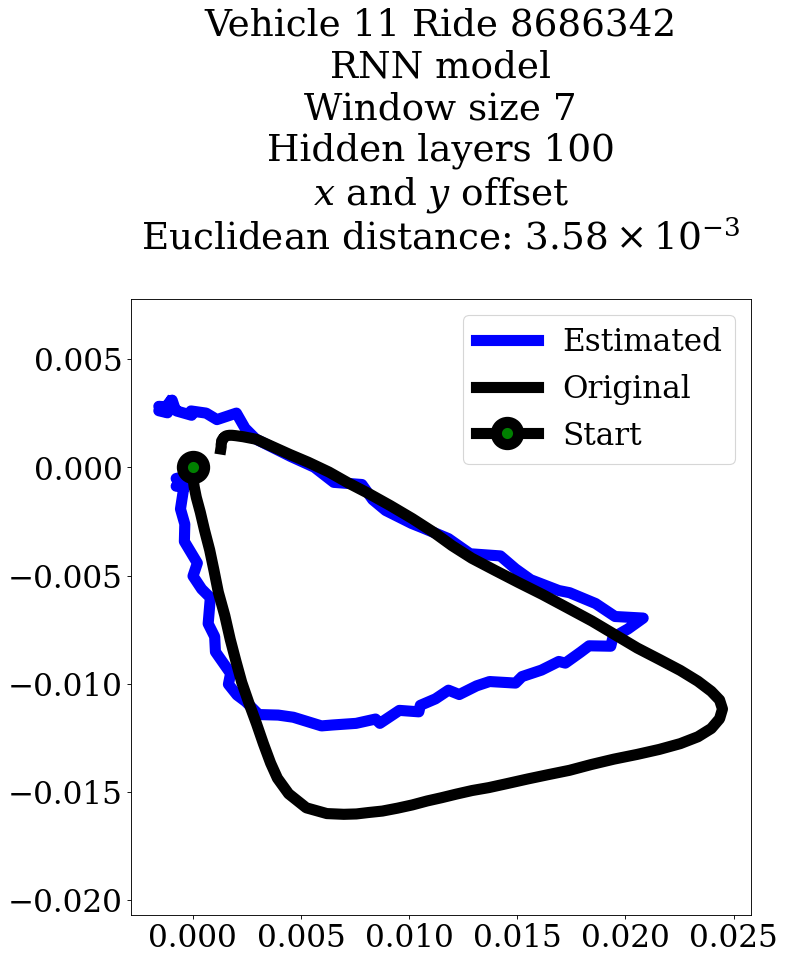 Vehicle 11 Ride 8686342
RNN model
Window size 7
Hidden layers 100
x and y offset
Euclidean distance: 3.58 × 10⁻³
Estimated
Original
Start
0.005
0.000
−0.005
−0.010
−0.015
−0.020
0.000 0.005 0.010 0.015 0.020 0.025